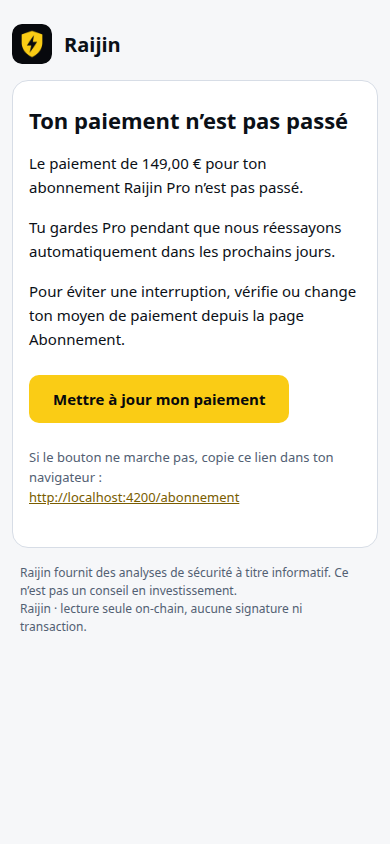 Raijin
Ton paiement n’est pas passé
Le paiement de 149,00 € pour ton
abonnement Raijin Pro n’est pas passé.
Tu gardes Pro pendant que nous réessayons
automatiquement dans les prochains jours.
Pour éviter une interruption, vérifie ou change
ton moyen de paiement depuis la page
Abonnement.
Mettre à jour mon paiement
Si le bouton ne marche pas, copie ce lien dans ton
navigateur :
http://localhost:4200/abonnement
Raijin fournit des analyses de sécurité à titre informatif. Ce
n’est pas un conseil en investissement.
Raijin · lecture seule on-chain, aucune signature ni
transaction.